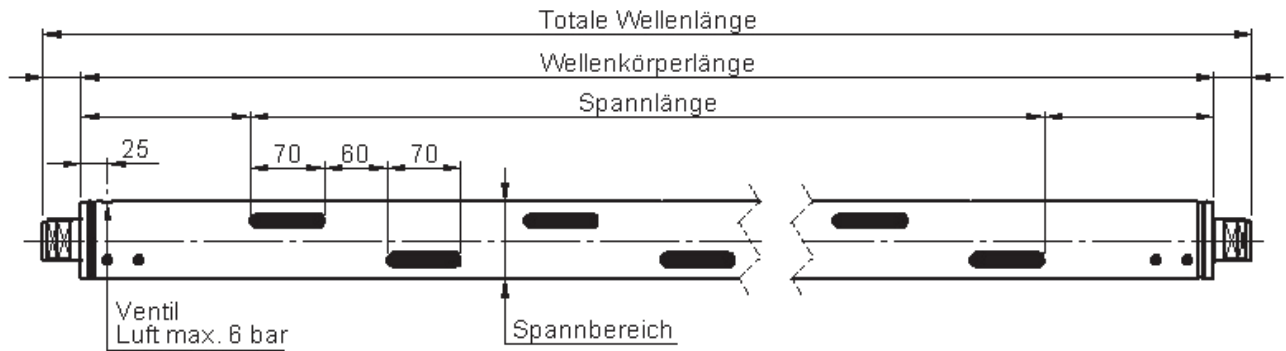 Totale Wellenlänge
Wellenkörperlänge
Spannlänge
25
70 60 70
Ventil
Luft max. 6 bar
Spannbereich